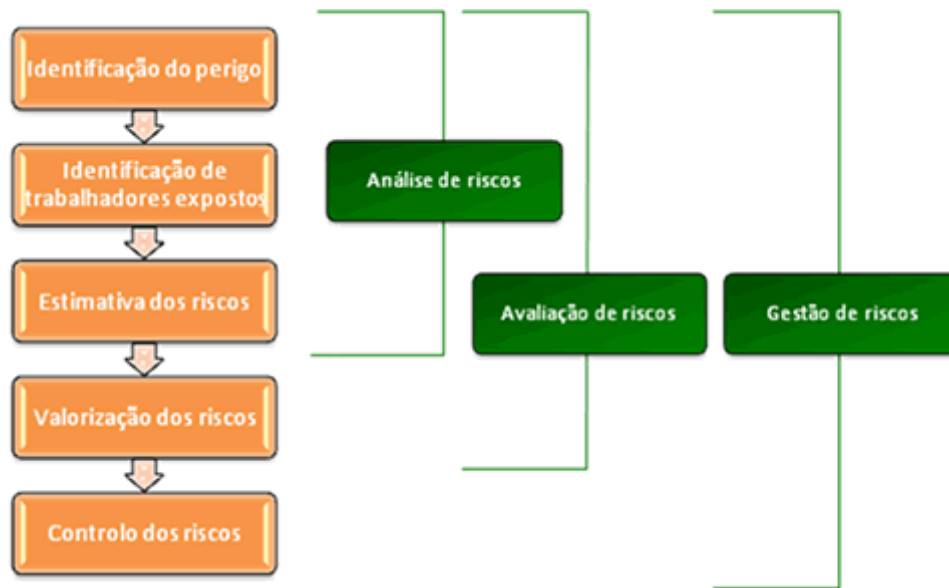 Identificação do perigo
Identificação de
trabalhadores expostos
Análise de riscos
Estimativa dos riscos
Avaliação de riscos
Gestão de riscos
Valorização dos riscos
Controlo dos riscos